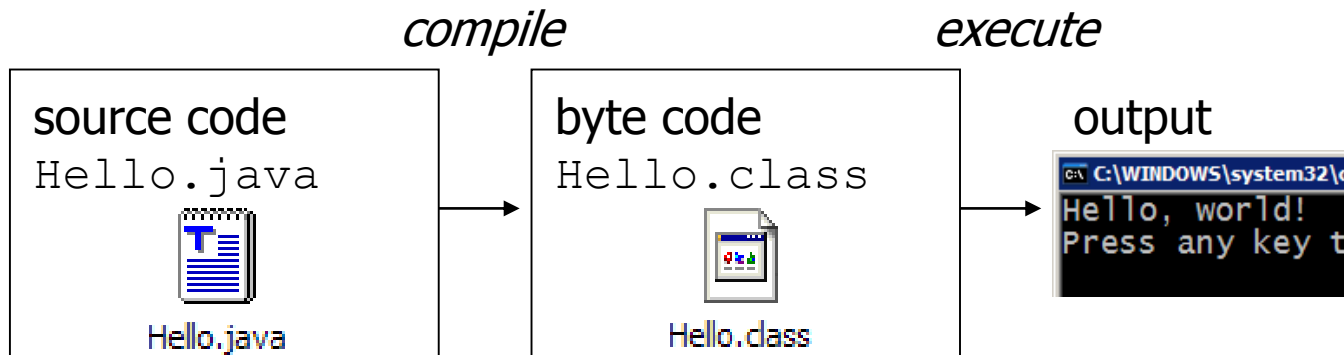 compile execute
source code
Hello.java
Hello.java
byte code
Hello.class
Hello.class
output
C:\WINDOWS\system32\c
Hello, world!
Press any key t